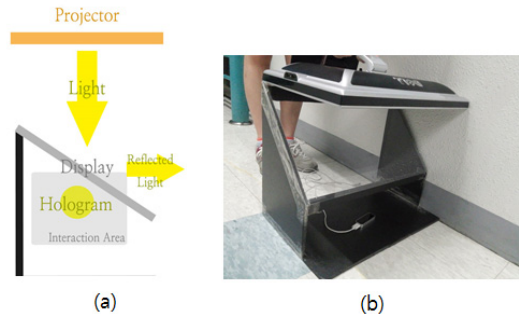 Projector
Light
Display
Reflected
Light
Hologram
Interaction Area
(a)
(b)